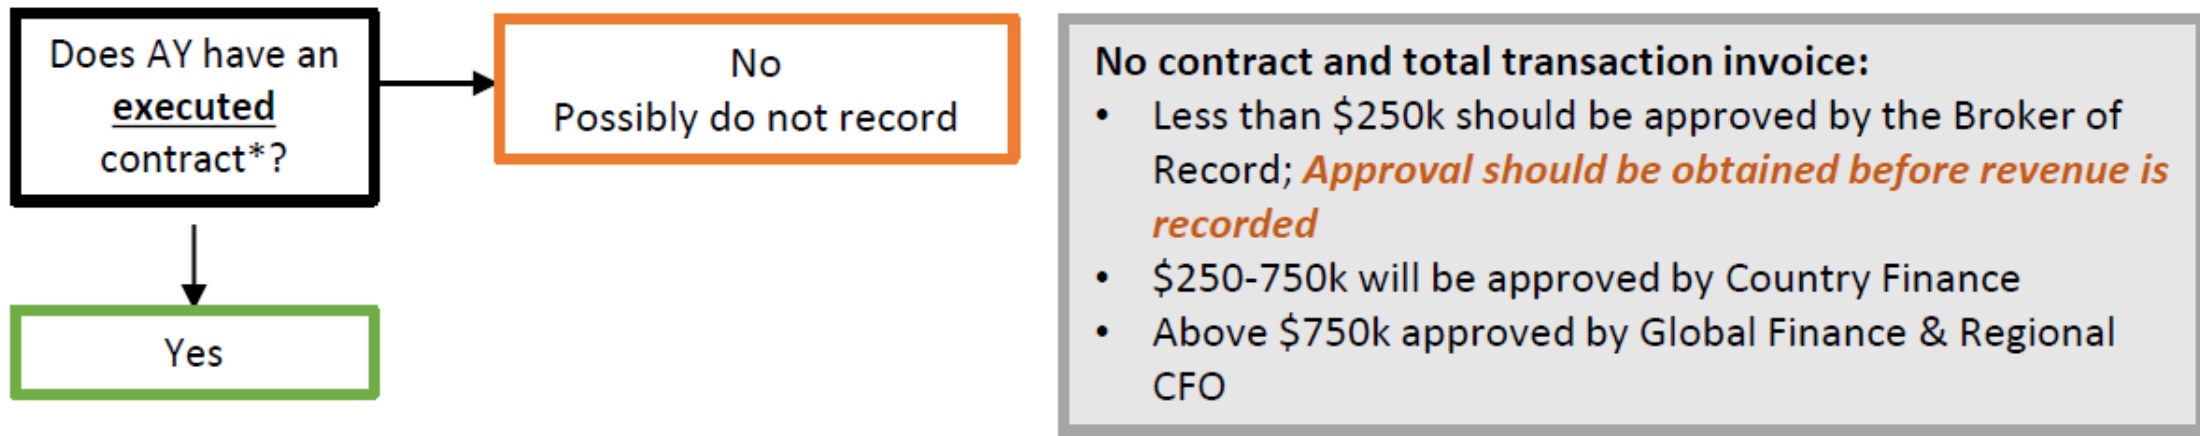 Does AY have an
executed
contract*?
No
Possibly do not record
Yes
No contract and total transaction invoice:
• Less than $250k should be approved by the Broker of
Record; Approval should be obtained before revenue is
recorded
• $250-750k will be approved by Country Finance
• Above $750k approved by Global Finance & Regional
CFO